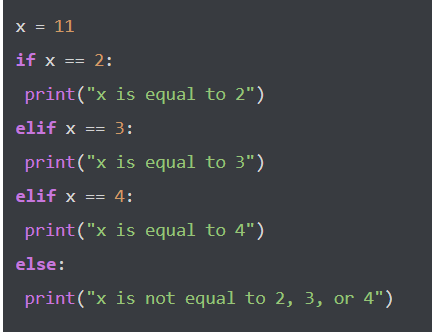 x = 11
if x == 2:
 print("x is equal to 2")
elif x == 3:
 print("x is equal to 3")
elif x == 4:
 print("x is equal to 4")
else:
 print("x is not equal to 2, 3, or 4")